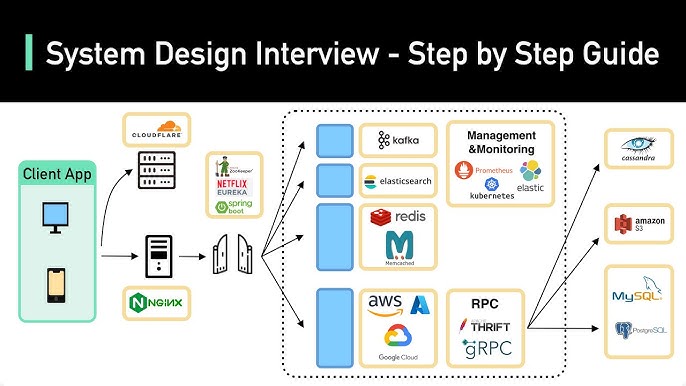 System Design Interview - Step by Step Guide
CLOUDFLARE
Client App
ZooKeeper
NETFLIX
EUREKA
spring
boot
NGINX
kafka
elasticsearch
redis
Memcached
aws
Google Cloud
Management
&Monitoring
Prometheus
kubernetes
elastic
RPC
THRIFT
gRPC
cassandra
amazon
S3
MySQL
PostgreSQL